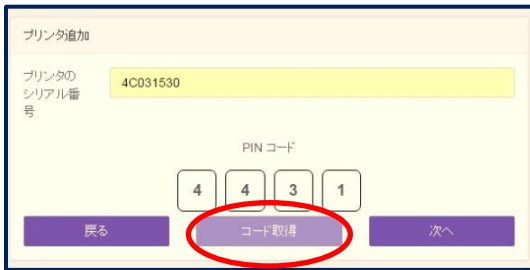 プリンタ追加
プリンタの
シリアル番
号
4C031530
PIN コード
4 4 3 1
戻る コード取得 次へ